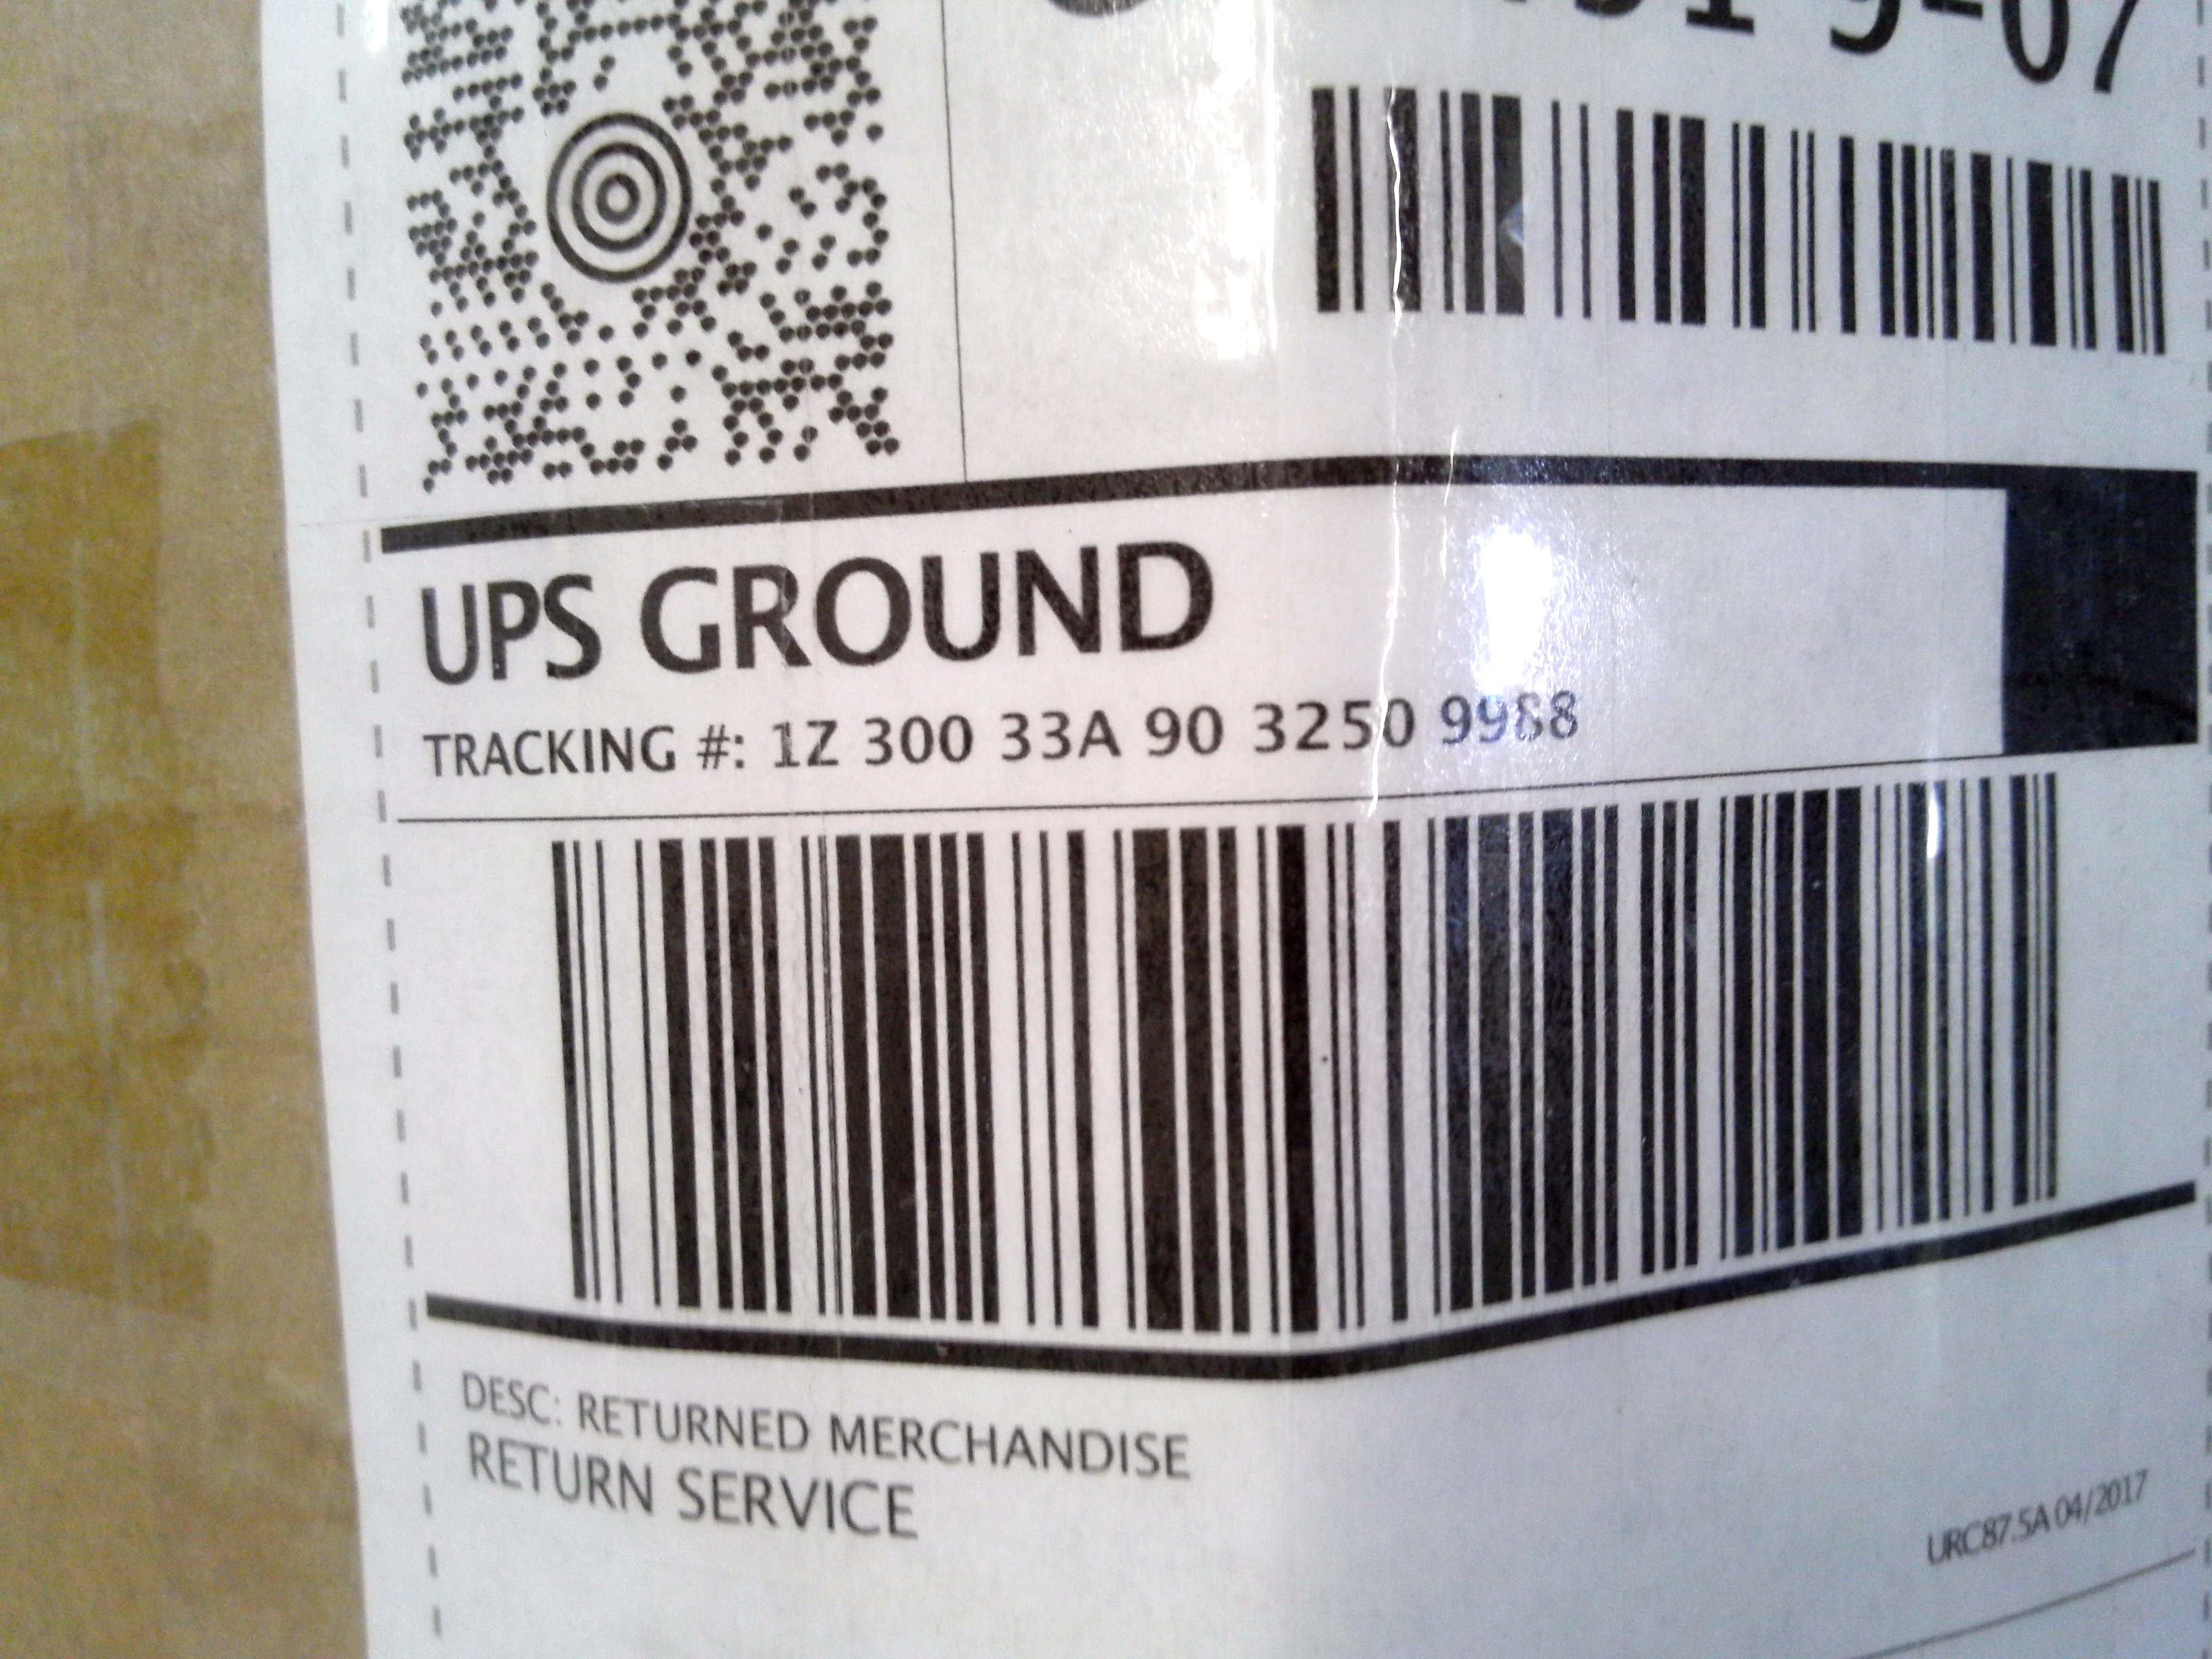 UPS GROUND
TRACKING #: 1Z 300 33A 90 3250 9988
DESC: RETURNED MERCHANDISE
RETURN SERVICE
URC87.5A 04/2017